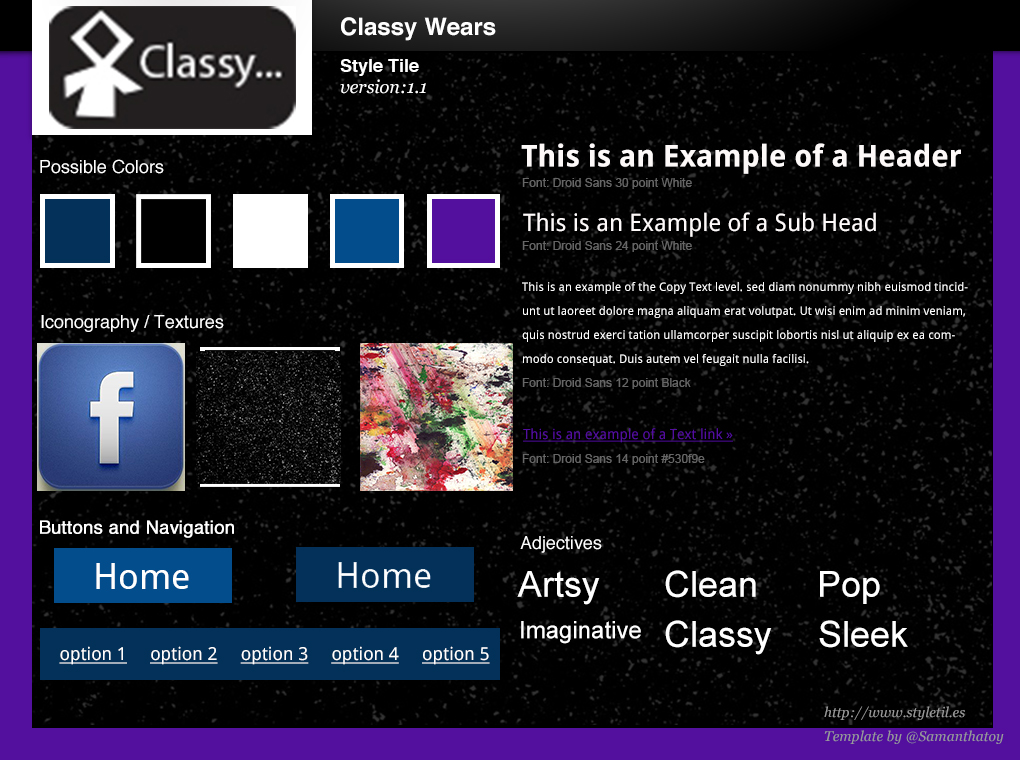 Classy...
Classy Wears
Style Tile
version:1.1
Possible Colors
Iconography / Textures
f
Buttons and Navigation
Home
Home
option 1 option 2 option 3 option 4 option 5
This is an Example of a Header
Font: Droid Sans 30 point White
This is an Example of a Sub Head
Font: Droid Sans 24 point White
This is an example of the Copy Text level. sed diam nonummy nibh euismod tincid-
unt ut laoreet dolore magna aliquam erat volutpat. Ut wisi enim ad minim veniam,
quis nostrud exerci tation ullamcorper suscipit lobortis nisl ut aliquip ex ea com-
modo consequat. Duis autem vel feugait nulla facilisi.
Font: Droid Sans 12 point Black
This is an example of a Text link »
Font: Droid Sans 14 point #530f9e
Adjectives
Artsy Clean Pop
Imaginative Classy Sleek
http://www.styletil.es
Template by @Samanthatoy